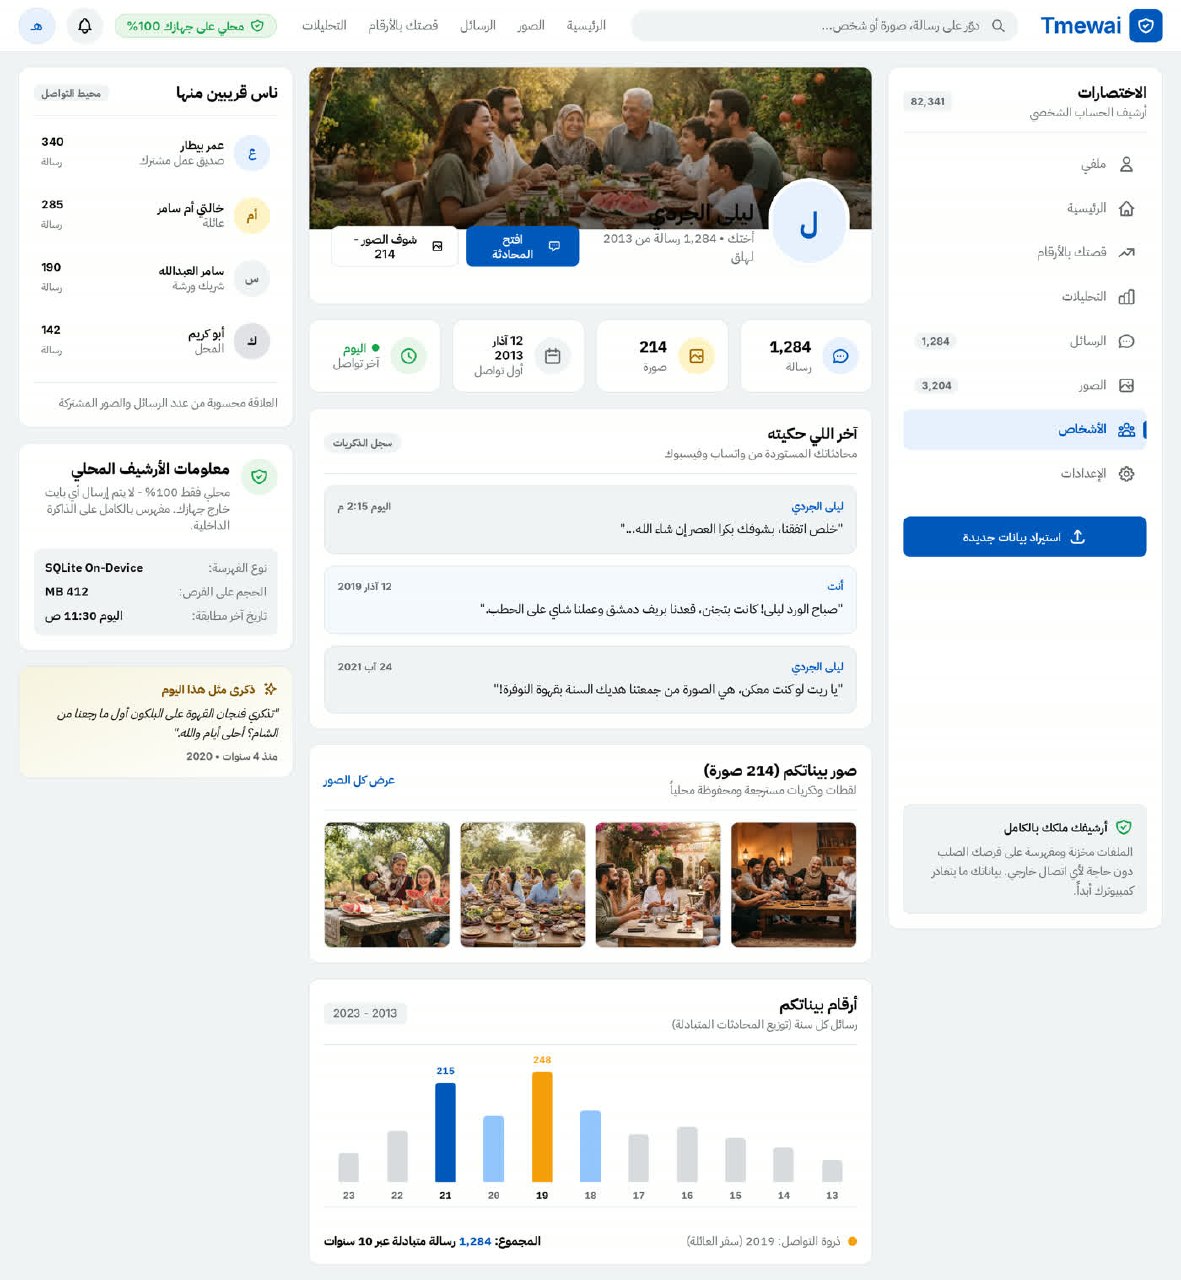 Tmewai
دوّر على رسالة، صورة أو شخص...
الرئيسية
الصور
الرسائل
قصتك بالأرقام
التحليلات
محلي على جهازك 100%
هـ
الاختصارات
أرشيف الحساب الشخصي
82,341
ملفي
الرئيسية
قصتك بالأرقام
التحليلات
الرسائل
1,284
الصور
3,204
الأشخاص
الإعدادات
استيراد بيانات جديدة
أرشيفك ملكك بالكامل
الملفات مخزنة ومفهرسة على قرصك الصلب
دون حاجة لأي اتصال خارجي. بياناتك ما بتغادر
كمبيوترك أبداً.
ل
ليلى الجردي
أختك • 1,284 رسالة من 2013
لهلق
افتح
المحادثة
شوف الصور -
214
1,284
رسالة
214
صورة
12 آذار
2013
أول تواصل
اليوم
آخر تواصل
آخر اللي حكيته
محادثاتك المستوردة من واتساب وفيسبوك
سجل الذكريات
ليلى الجردي
اليوم 2:15 م
"خلص اتفقنا، بشوفك بكرا العصر إن شاء الله..."
أنت
12 آذار 2019
"صباح الورد ليلى! كانت بتجنن، قعدنا بريف دمشق وعملنا شاي على الحطب."
ليلى الجردي
24 آب 2021
"يا ريت لو كنت معكن، هي الصورة من جمعتنا هديك السنة بقهوة النوفرة!"
صور بيناتكم (214 صورة)
لقطات وذكريات مسترجعة ومحفوظة محلياً
عرض كل الصور
أرقام بيناتكم
رسائل كل سنة (توزيع المحادثات المتبادلة)
2013 - 2023
248
215
13
14
15
16
17
18
19
20
21
22
23
ذروة التواصل: 2019 (سفر العائلة)
المجموع: 1,284 رسالة متبادلة عبر 10 سنوات
ناس قريبين منها
محيط التواصل
ع
عمر بيطار
صديق عمل مشترك
340
رسالة
أم
خالتي أم سامر
عائلة
285
رسالة
س
سامر العبدالله
شريك ورشة
190
رسالة
ك
أبو كريم
المحل
142
رسالة
العلاقة محسوبة من عدد الرسائل والصور المشتركة
معلومات الأرشيف المحلي
محلي فقط 100% - لا يتم إرسال أي بايت
خارج جهازك. مفهرس بالكامل على الذاكرة
الداخلية.
نوع الفهرسة:
SQLite On-Device
الحجم على القرص:
412 MB
تاريخ آخر مطابقة:
اليوم 11:30 ص
ذكرى مثل هذا اليوم
"تذكري فنجان القهوة على البلكون أول ما رجعنا من
الشام؟ أحلى أيام والله."
منذ 4 سنوات • 2020